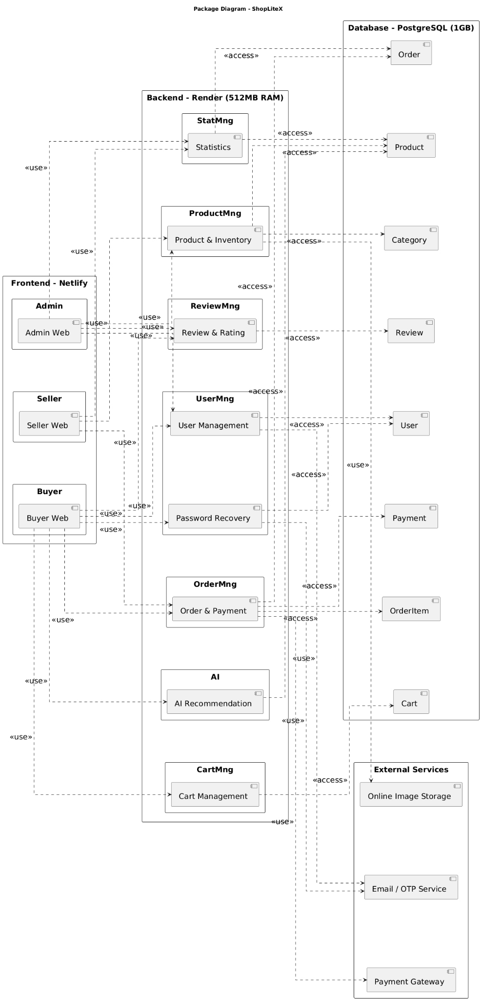 Package Diagram - ShopLiteX
Database - PostgreSQL (1GB)
Order
«access»
Backend - Render (512MB RAM)
StatMng
Statistics
«access»
Product
«access»
«use»
ProductMng
Product & Inventory
«access»
Category
«use»
Frontend - Netlify
«access»
Admin
Admin Web
ReviewMng
Review & Rating
«use»
«use»
«use»
«use»
Review
«access»
Seller
Seller Web
UserMng
User Management
«access»
«access»
User
«use»
«use»
«access»
Buyer
Buyer Web
«use»
«use»
«use»
Password Recovery
Payment
OrderMng
Order & Payment
«access»
OrderItem
«use»
«access»
«use»
AI
AI Recommendation
«use»
Cart
«use»
«use»
CartMng
Cart Management
«access»
External Services
Online Image Storage
«use»
Email / OTP Service
Payment Gateway